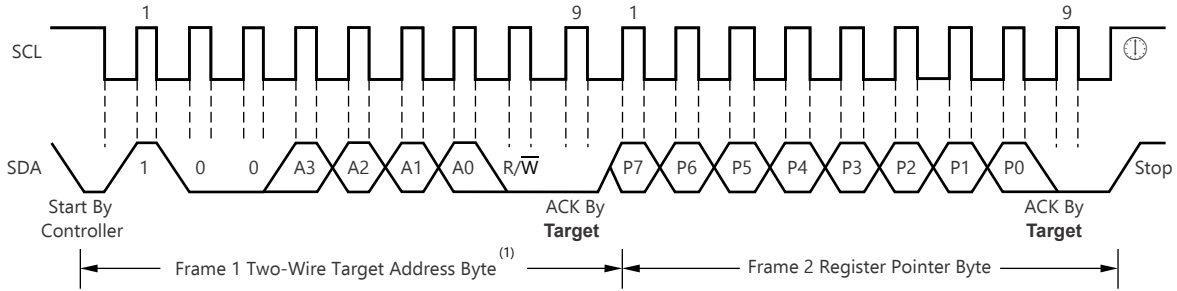 1 9 1 9
SCL
SDA 1 0 0 A3 A2 A1 A0 R/W̅ P7 P6 P5 P4 P3 P2 P1 P0 Stop
Start By
Controller
ACK By
Target
ACK By
Target
Frame 1 Two-Wire Target Address Byte (1)
Frame 2 Register Pointer Byte